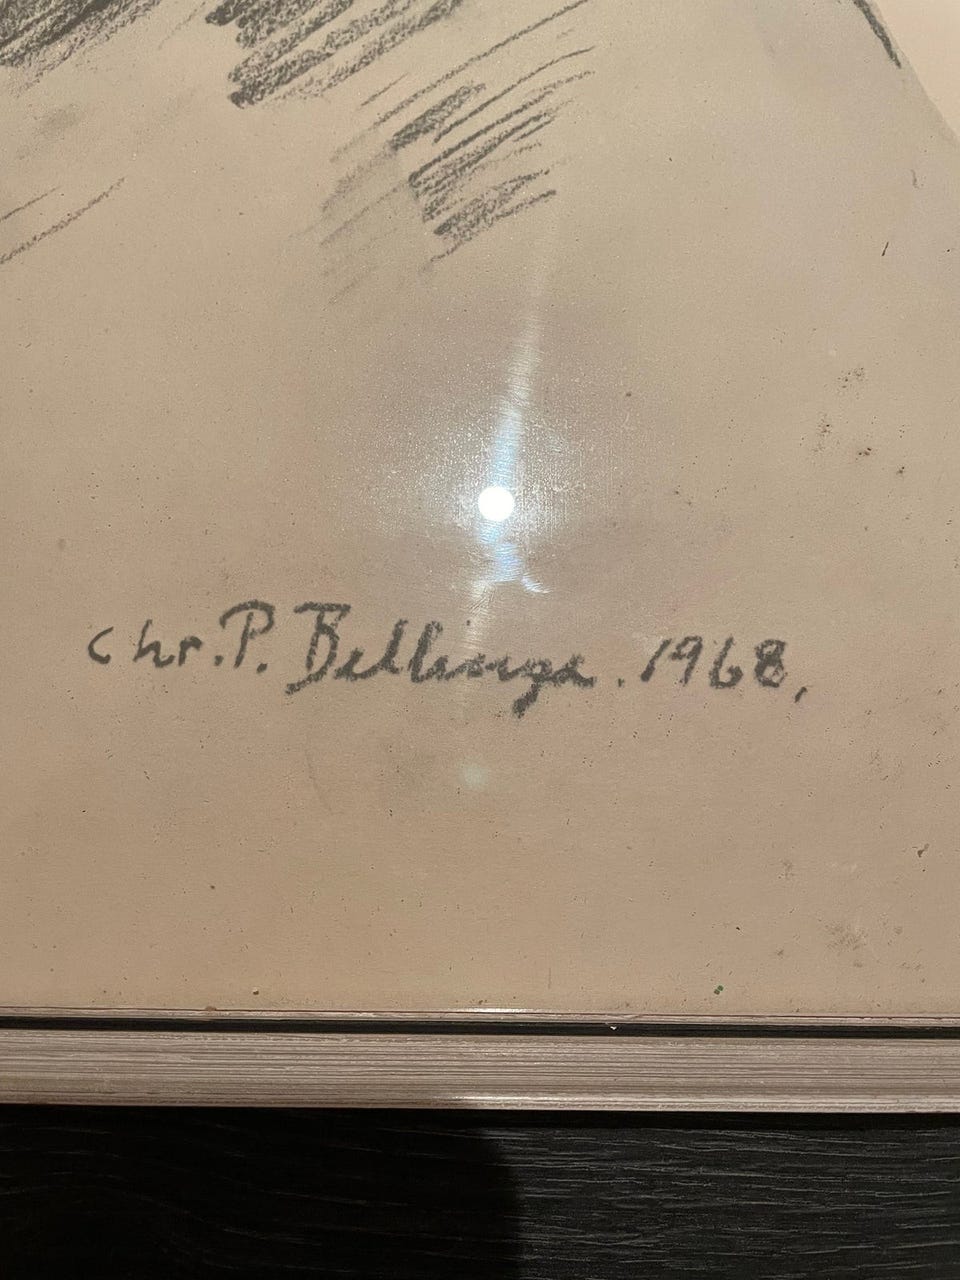 chr. P. Bellinga. 1968,